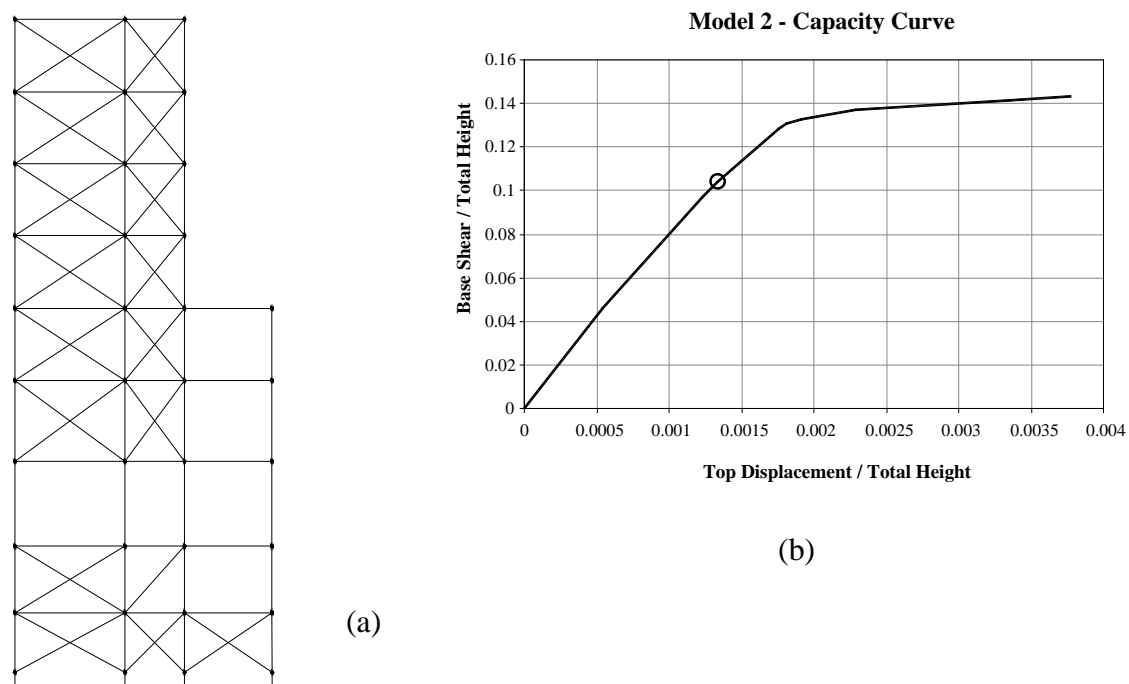 Model 2 - Capacity Curve
0.16
0.14
0.12
0.1
0.08
0.06
0.04
0.02
0
Base Shear / Total Height
0 0.0005 0.001 0.0015 0.002 0.0025 0.003 0.0035 0.004
Top Displacement / Total Height
(a)
(b)